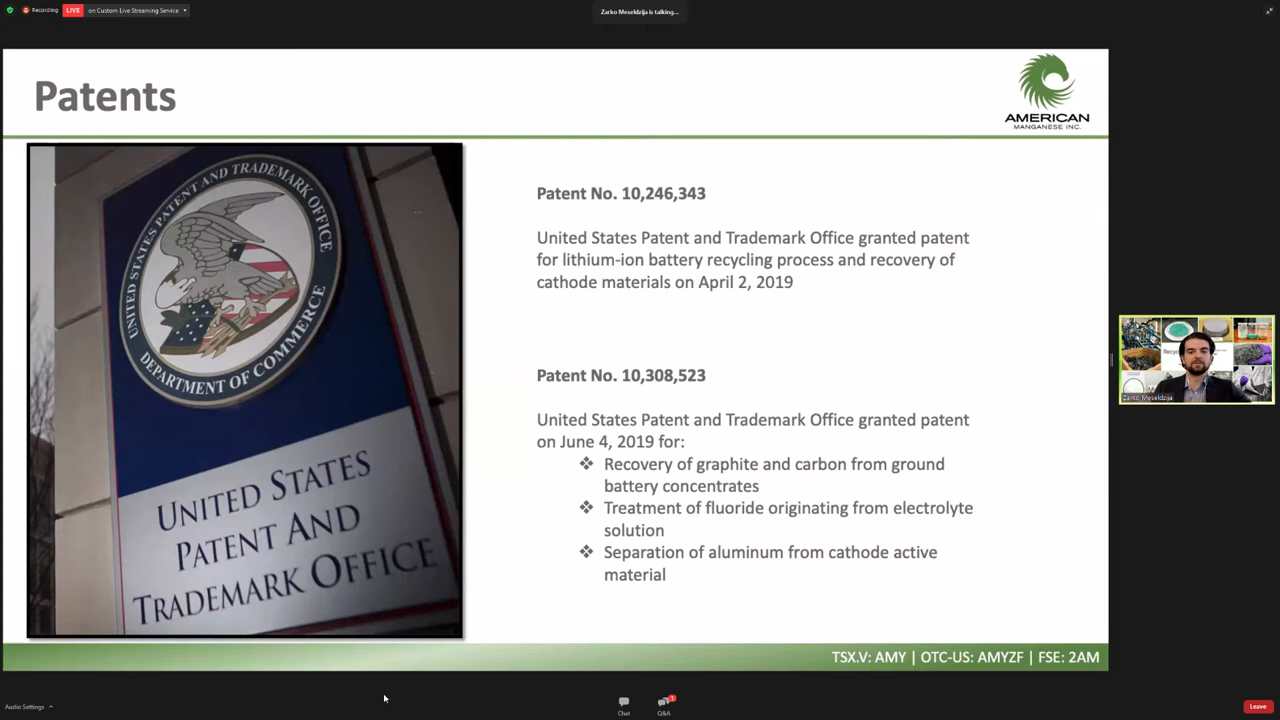 Recording
LIVE
on Custom Live Streaming Service
Zarko Meseldzija is talking...
Patents
AMERICAN
MANGANESE INC.
UNITED STATES PATENT AND TRADEMARK OFFICE
DEPARTMENT OF COMMERCE
UNITED STATES
PATENT AND
TRADEMARK OFFICE
Patent No. 10,246,343
United States Patent and Trademark Office granted patent
for lithium-ion battery recycling process and recovery of
cathode materials on April 2, 2019
Patent No. 10,308,523
United States Patent and Trademark Office granted patent
on June 4, 2019 for:
❖ Recovery of graphite and carbon from ground
battery concentrates
❖ Treatment of fluoride originating from electrolyte
solution
❖ Separation of aluminum from cathode active
material
TSX.V: AMY | OTC-US: AMYZF | FSE: 2AM
Zarko Meseldzija
Audio Settings
Chat
1
Q&A
Leave